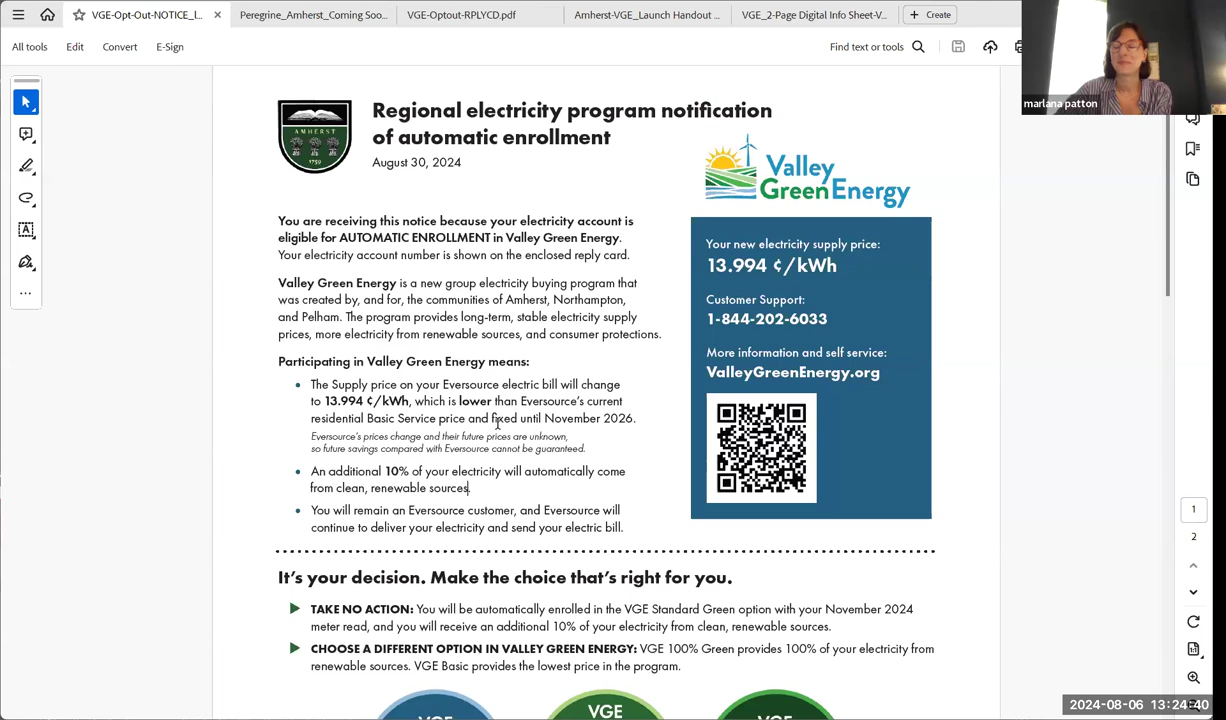 VGE-Opt-Out-NOTICE_l...
Peregrine_Amherst_Coming Soo...
VGE-Optout-RPLYCD.pdf
Amherst-VGE_Launch Handout ...
VGE_2-Page Digital Info Sheet-V...
Create
All tools
Edit
Convert
E-Sign
Find text or tools
marlana patton
AMHERST
1759
Regional electricity program notification
of automatic enrollment
August 30, 2024
Valley
GreenEnergy
You are receiving this notice because your electricity account is
eligible for AUTOMATIC ENROLLMENT in Valley Green Energy.
Your electricity account number is shown on the enclosed reply card.
Valley Green Energy is a new group electricity buying program that
was created by, and for, the communities of Amherst, Northampton,
and Pelham. The program provides long-term, stable electricity supply
prices, more electricity from renewable sources, and consumer protections.
Participating in Valley Green Energy means:
• The Supply price on your Eversource electric bill will change
to 13.994 ¢/kWh, which is lower than Eversource's current
residential Basic Service price and fixed until November 2026.
Eversource's prices change and their future prices are unknown,
so future savings compared with Eversource cannot be guaranteed.
• An additional 10% of your electricity will automatically come
from clean, renewable sources.
• You will remain an Eversource customer, and Eversource will
continue to deliver your electricity and send your electric bill.
Your new electricity supply price:
13.994 ¢/kWh
Customer Support:
1-844-202-6033
More information and self service:
ValleyGreenEnergy.org
It's your decision. Make the choice that's right for you.
TAKE NO ACTION: You will be automatically enrolled in the VGE Standard Green option with your November 2024
meter read, and you will receive an additional 10% of your electricity from clean, renewable sources.
CHOOSE A DIFFERENT OPTION IN VALLEY GREEN ENERGY: VGE 100% Green provides 100% of your electricity from
renewable sources. VGE Basic provides the lowest price in the program.
VGE
VGE
VGE
1
2
2024-08-06 13:24:40